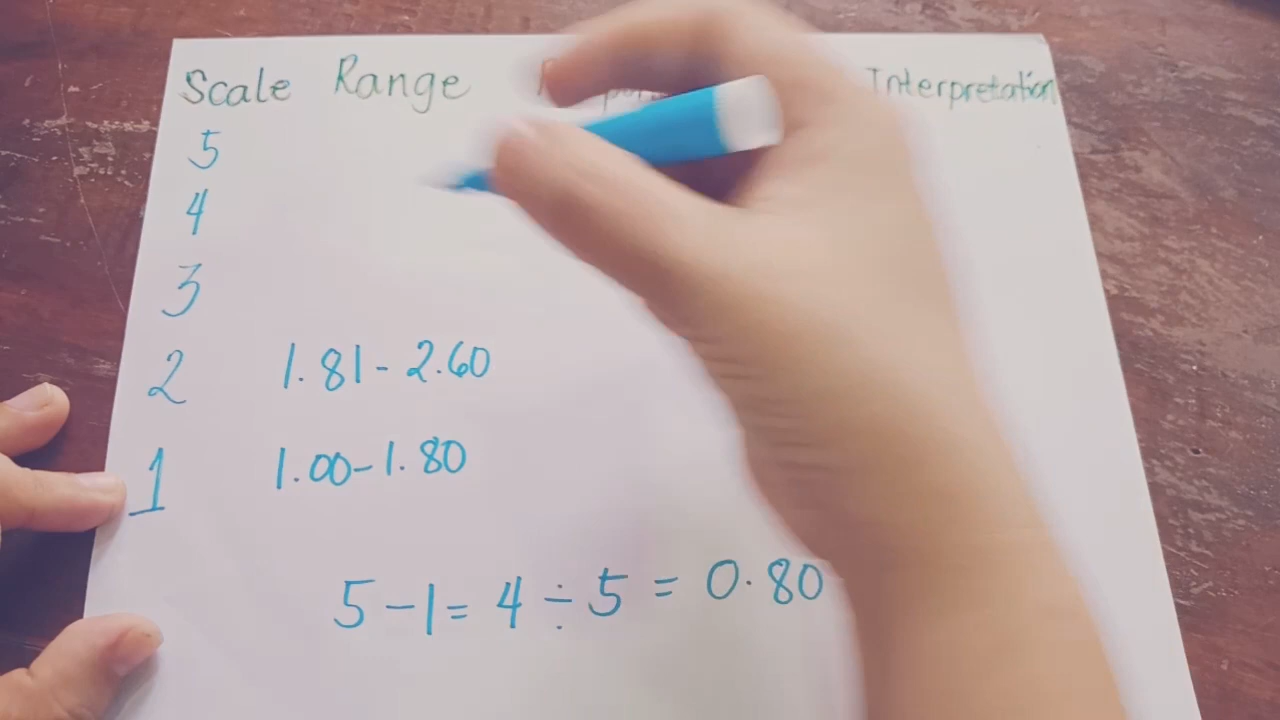 Scale Range Interpretation
5
4
3
2 1.81 - 2.60
1 1.00 - 1.80
5 - 1 = 4 ÷ 5 = 0.80